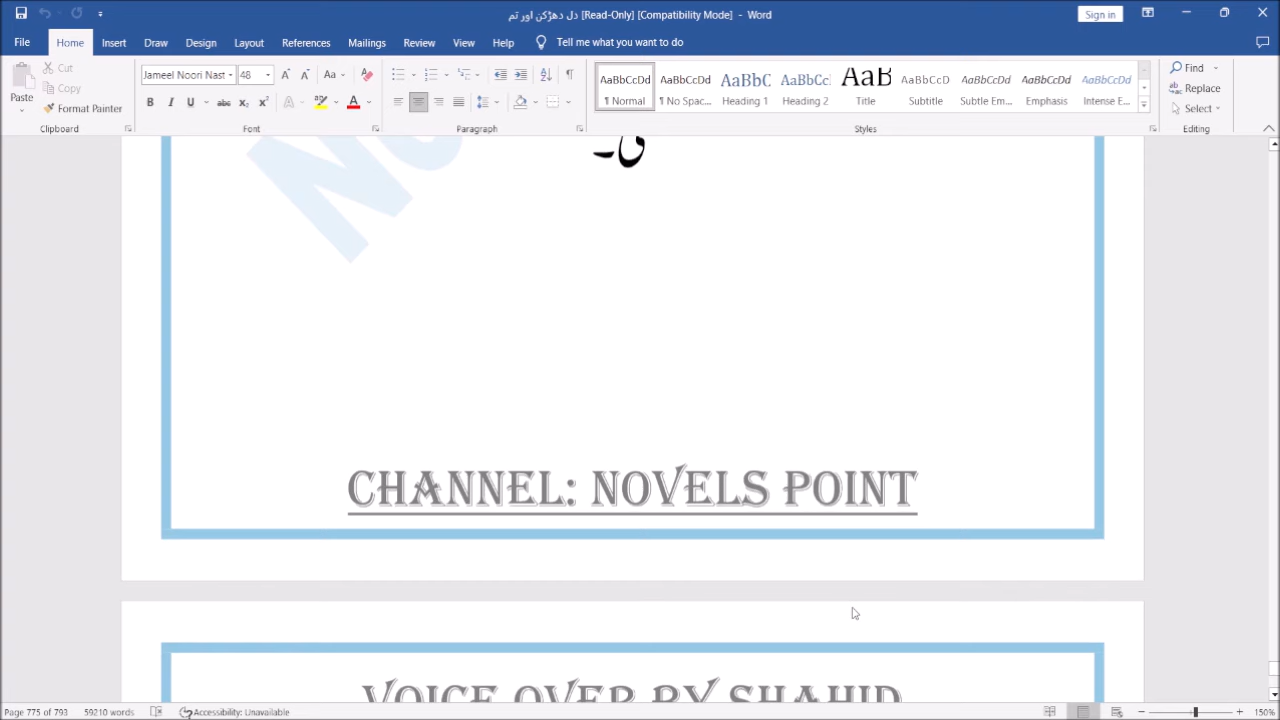 دل دھڑکن اور تم [Read-Only] [Compatibility Mode] - Word
Sign in
File Home Insert Draw Design Layout References Mailings Review View Help Tell me what you want to do
Paste
Cut
Copy
Format Painter
Clipboard
Jameel Noori Nast 48
Font
Paragraph
AaBbCcDd AaBbCcDd AaBbC AaBbCc AaB AaBbCcD AaBbCcDd AaBbCcDd AaBbCcDd
¶ Normal ¶ No Spac... Heading 1 Heading 2 Title Subtitle Subtle Em... Emphasis Intense E...
Styles
Find
Replace
Select
Editing
CHANNEL: NOVELS POINT
VOICE OVER BY SHAHID
Page 775 of 793 59210 words Accessibility: Unavailable 150%